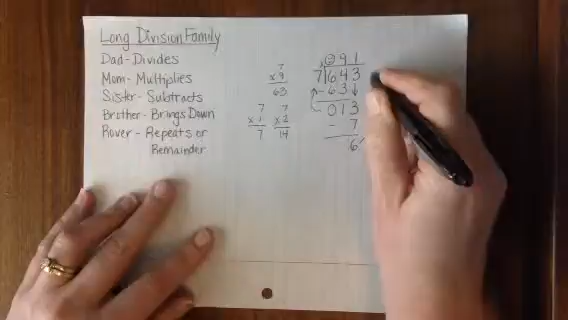 Long Division Family
Dad- Divides
Mom- Multiplies
Sister- Subtracts
Brother- Brings Down
Rover- Repeats or
Remainder
7
x 9
63
7
x 1
7
7
x 2
14
91
7 643
- 63↓
013
- 7
6